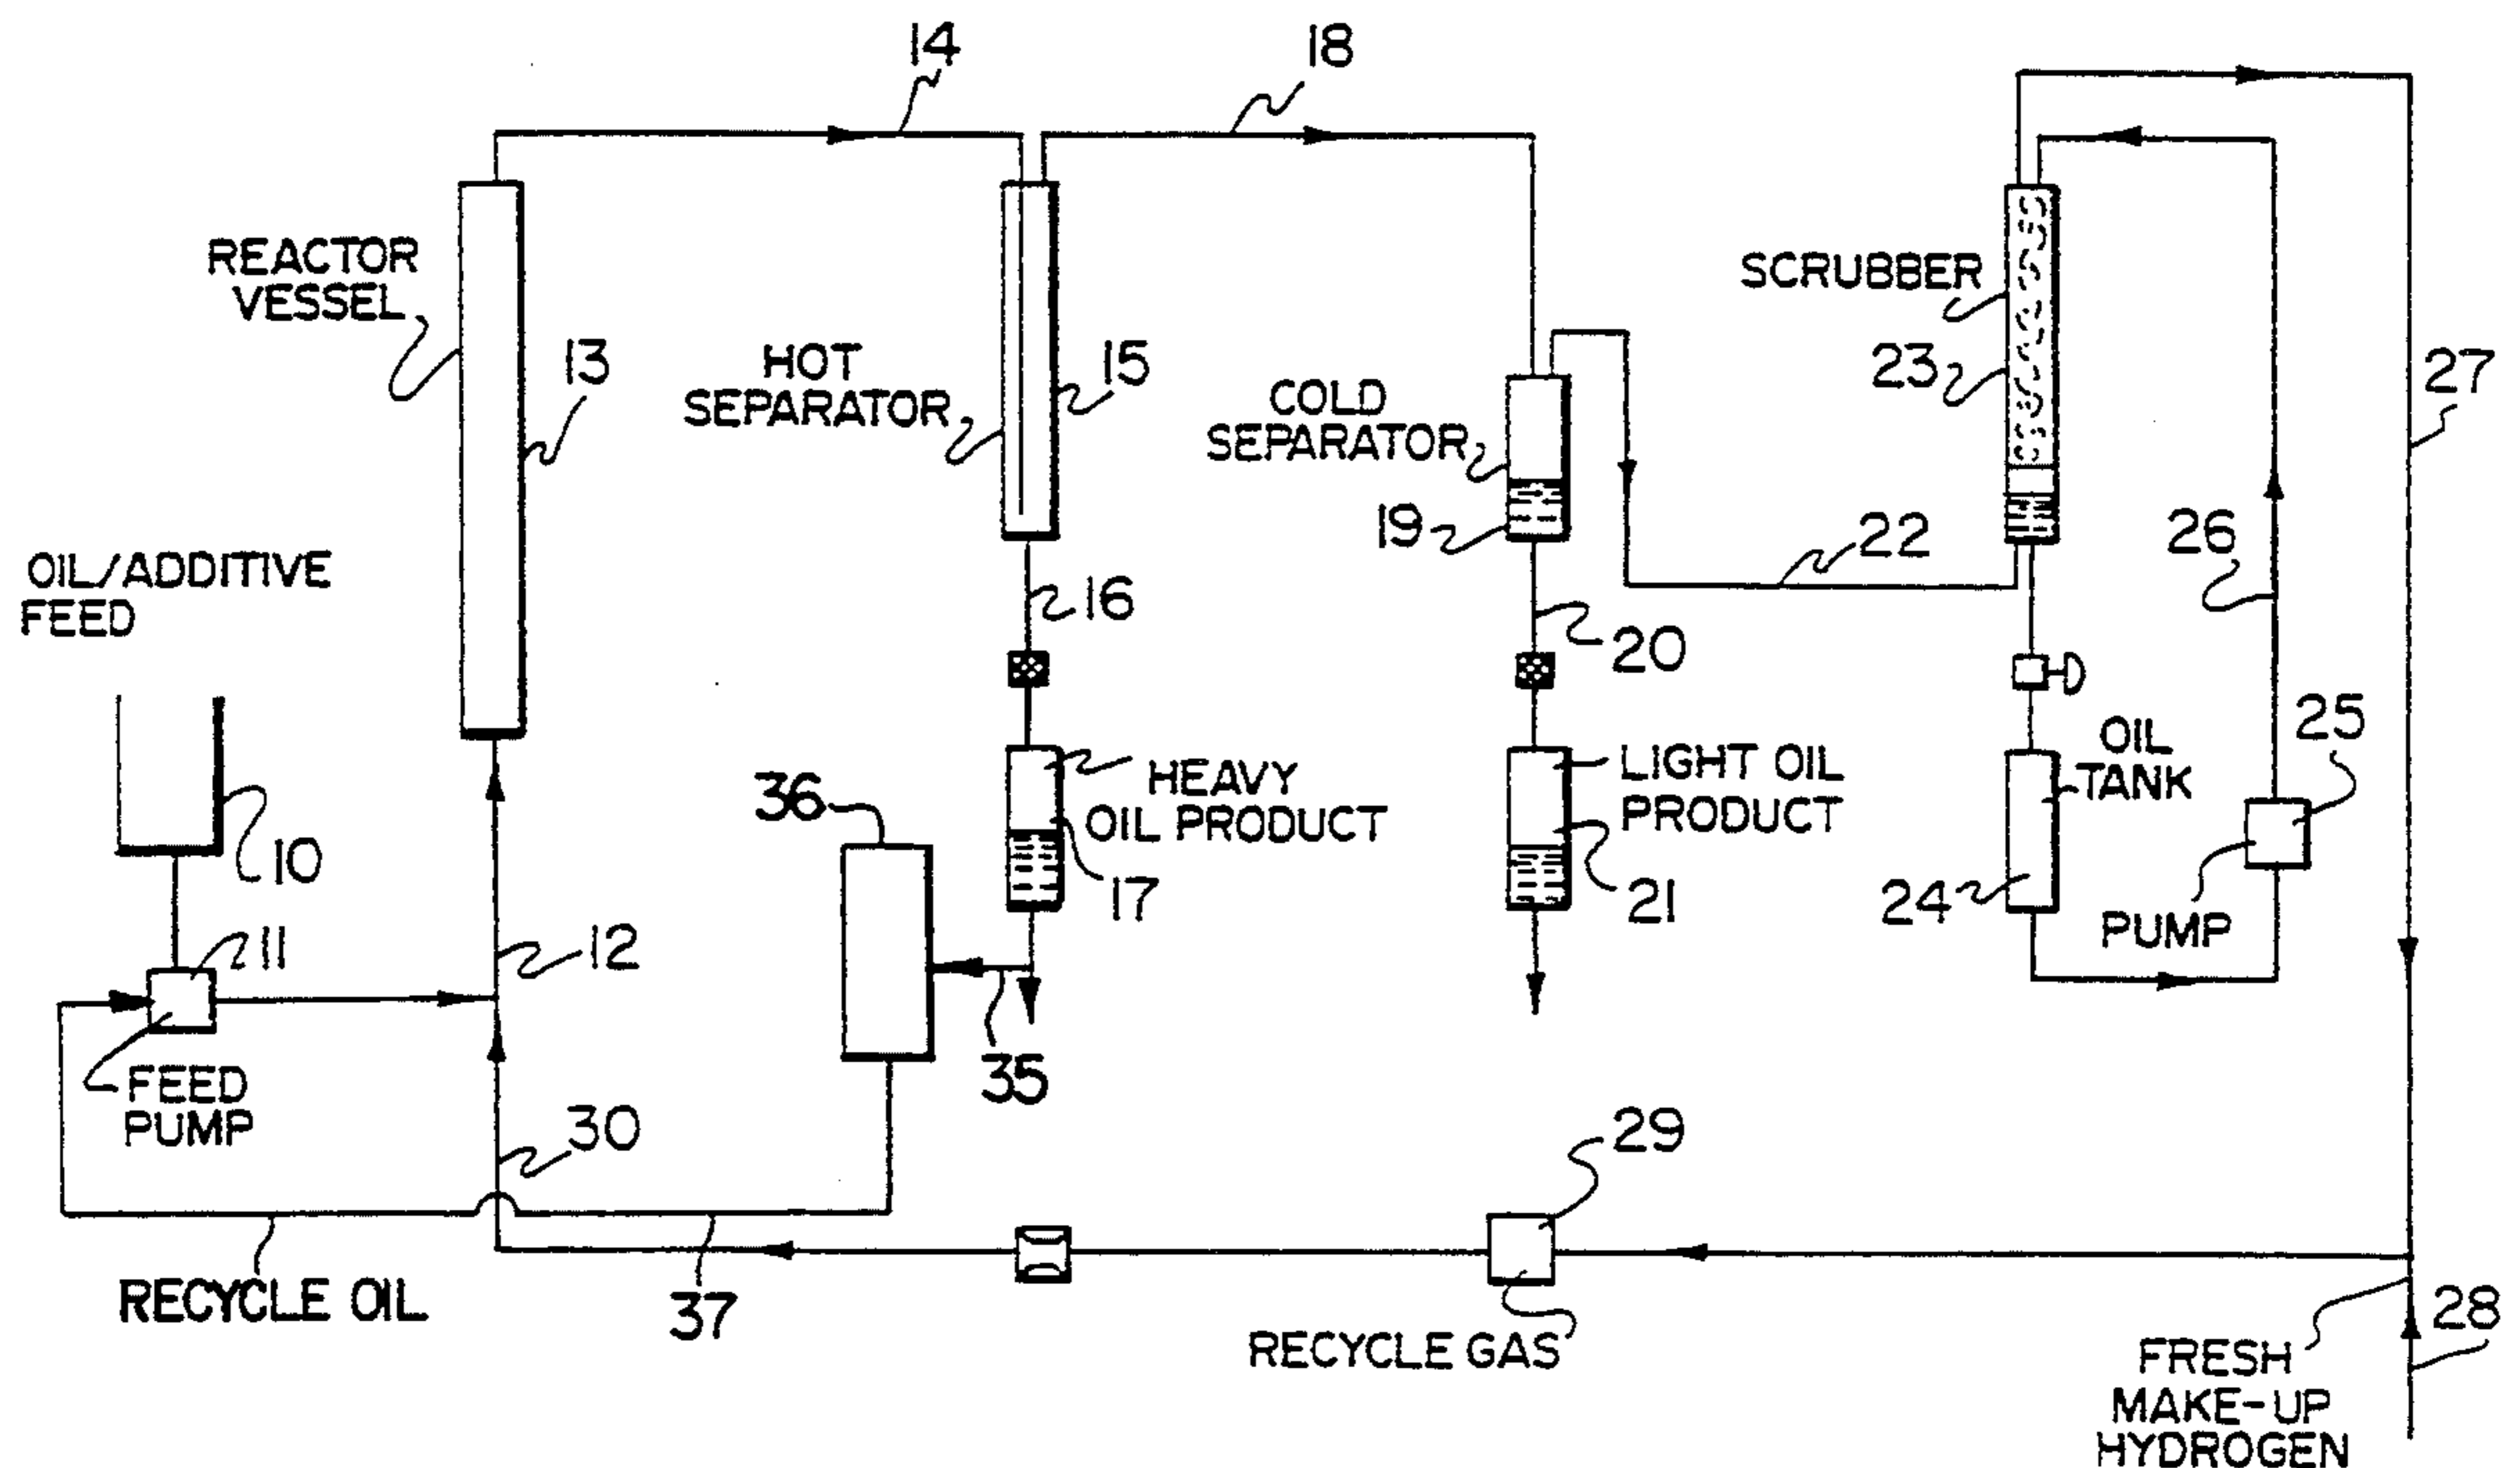 14
18
REACTOR
VESSEL
13
HOT
SEPARATOR
15
COLD
SEPARATOR
19
SCRUBBER
23
27
22
26
OIL/ADDITIVE
FEED
16
20
10
11
12
36
HEAVY
OIL PRODUCT
17
LIGHT OIL
PRODUCT
21
OIL
TANK
24
25
PUMP
FEED
PUMP
35
30
29
RECYCLE OIL
37
RECYCLE GAS
28
FRESH
MAKE-UP
HYDROGEN